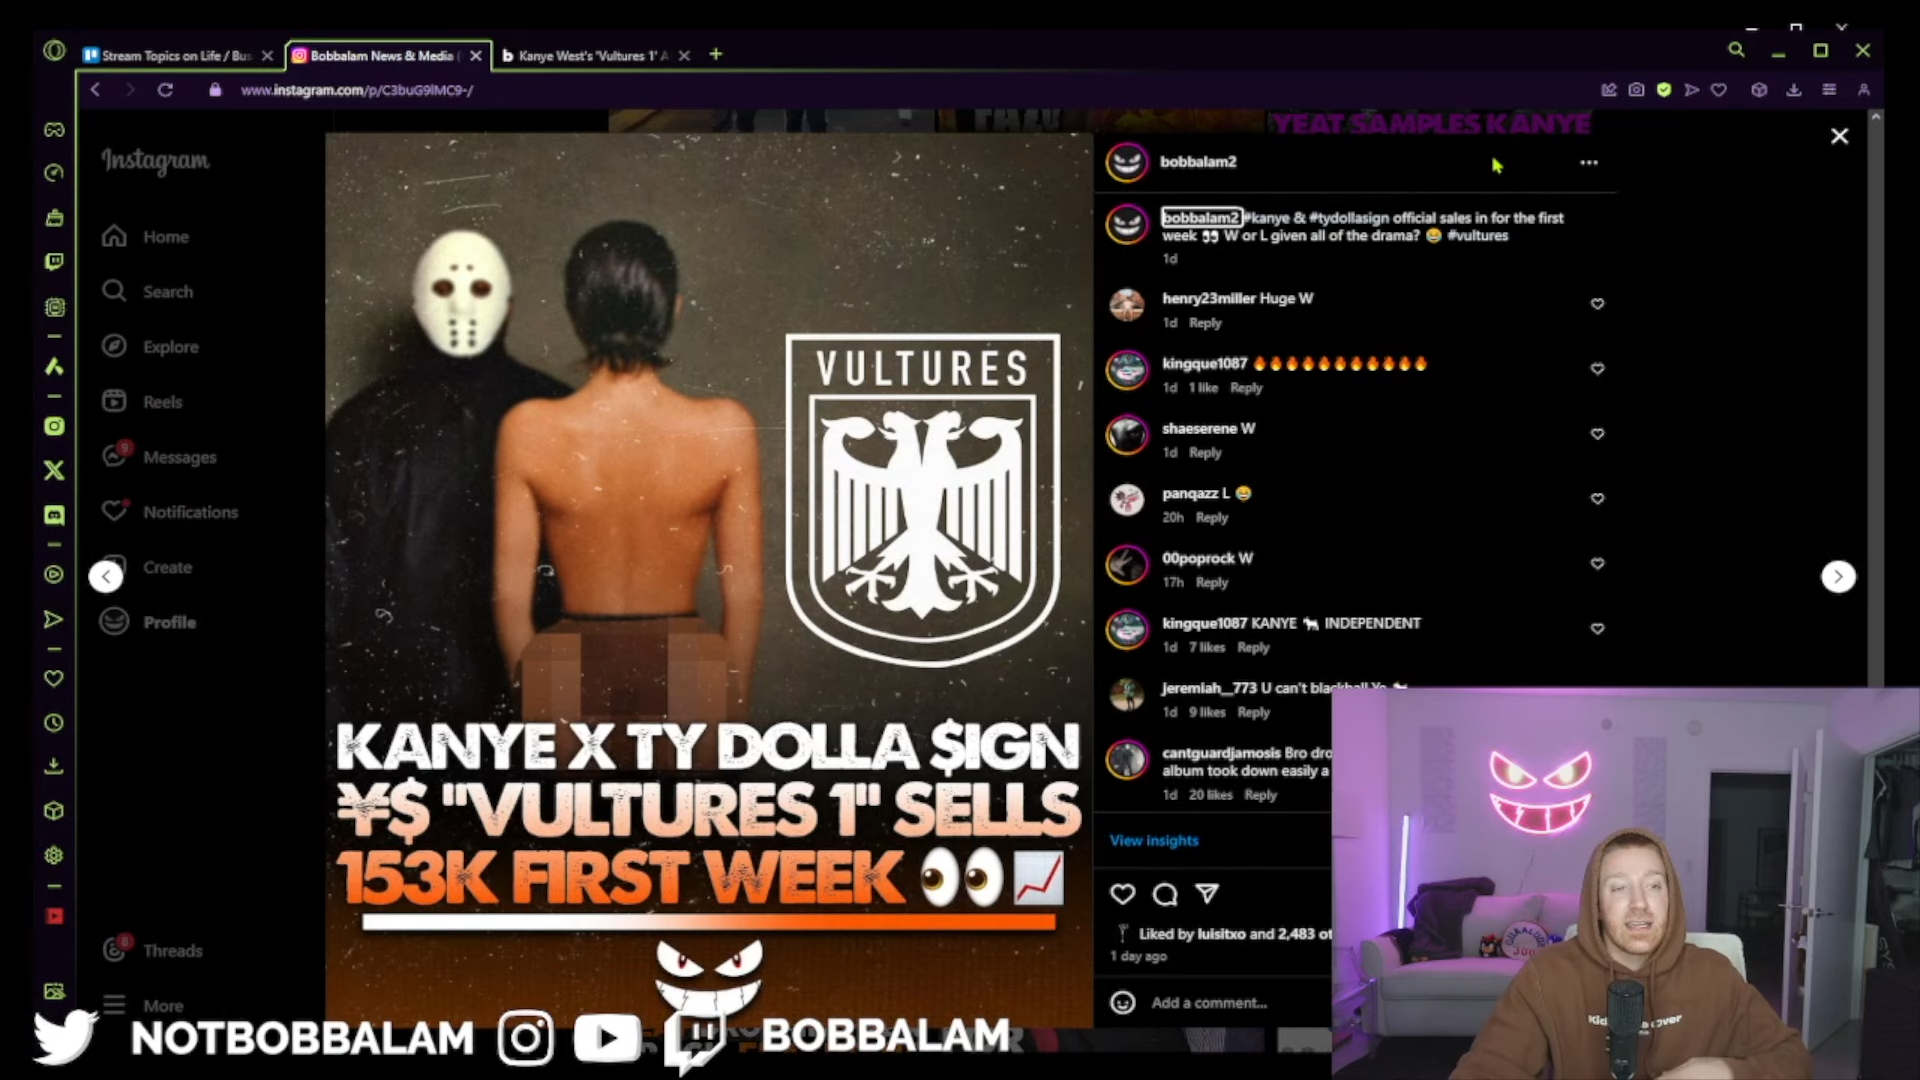 Stream Topics on Life / Bus
Bobbalam News & Media (
Kanye West's 'Vultures 1' A
www.instagram.com/p/C3buG9lMC9-/
YEAT SAMPLES KANYE
Instagram
Home
Search
Explore
Reels
9
Messages
Notifications
Create
Profile
8
Threads
More
VULTURES
KANYE X TY DOLLA $IGN
¥$ "VULTURES 1" SELLS
153K FIRST WEEK 👀📈
bobbalam2
bobbalam2 #kanye & #tydollasign official sales in for the first
week 👀 W or L given all of the drama? 😂 #vultures
1d
henry23miller Huge W
1d Reply
kingque1087 🔥🔥🔥🔥🔥🔥🔥🔥🔥🔥🔥
1d 1 like Reply
shaeserene W
1d Reply
panqazz L 😂
20h Reply
00poprock W
17h Reply
kingque1087 KANYE 🐐 INDEPENDENT
1d 7 likes Reply
jeremiah__773 U can't blackball Ye 🐐
1d 9 likes Reply
cantguardjamosis Bro dro
album took down easily a
1d 20 likes Reply
View insights
Liked by luisitxo and 2,483 ot
1 day ago
Add a comment...
NOTBOBBALAM
BOBBALAM